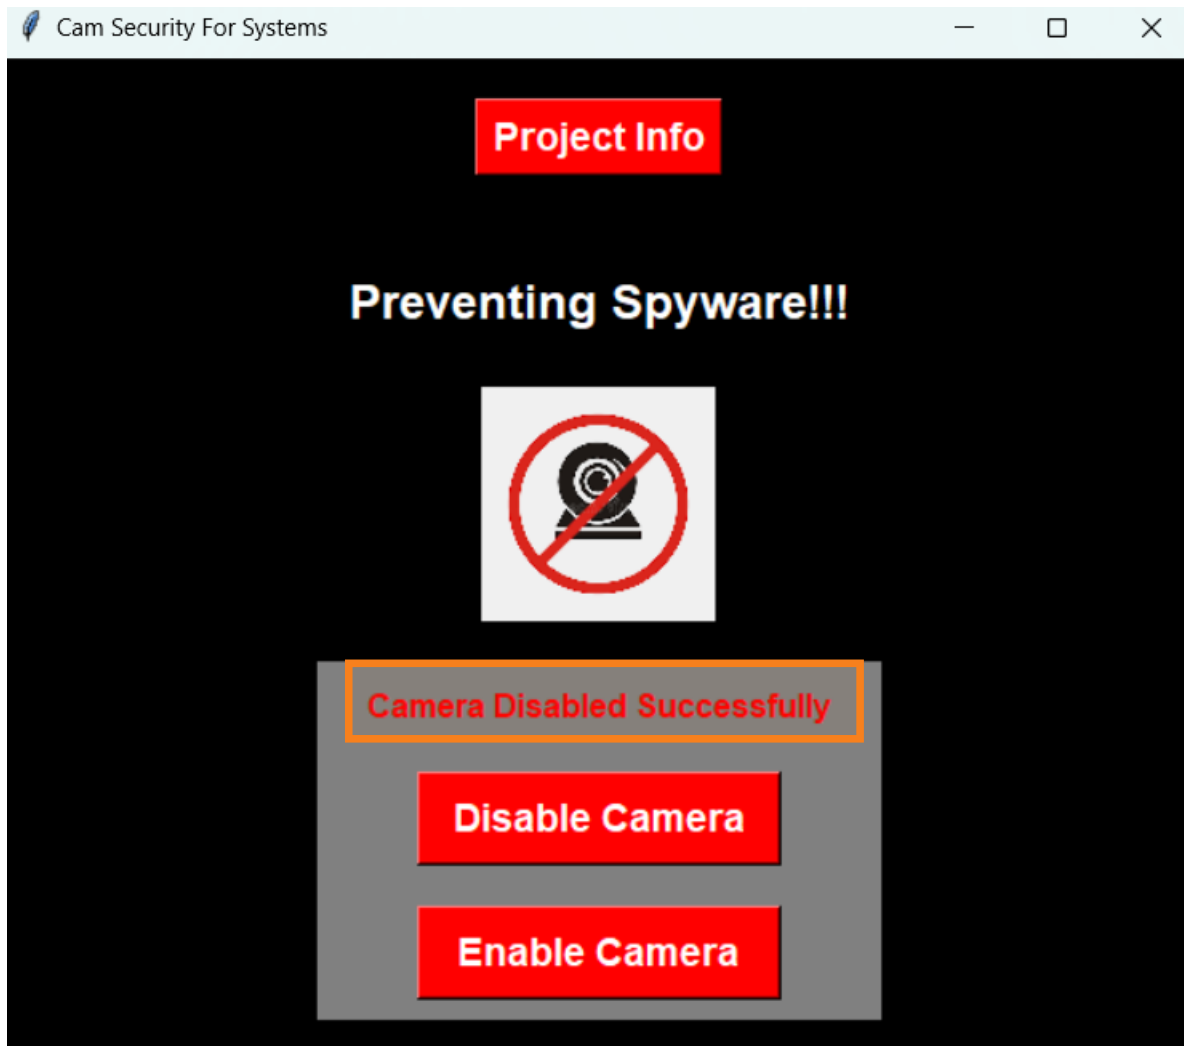 Cam Security For Systems
Project Info
Preventing Spyware!!!
Camera Disabled Successfully
Disable Camera
Enable Camera